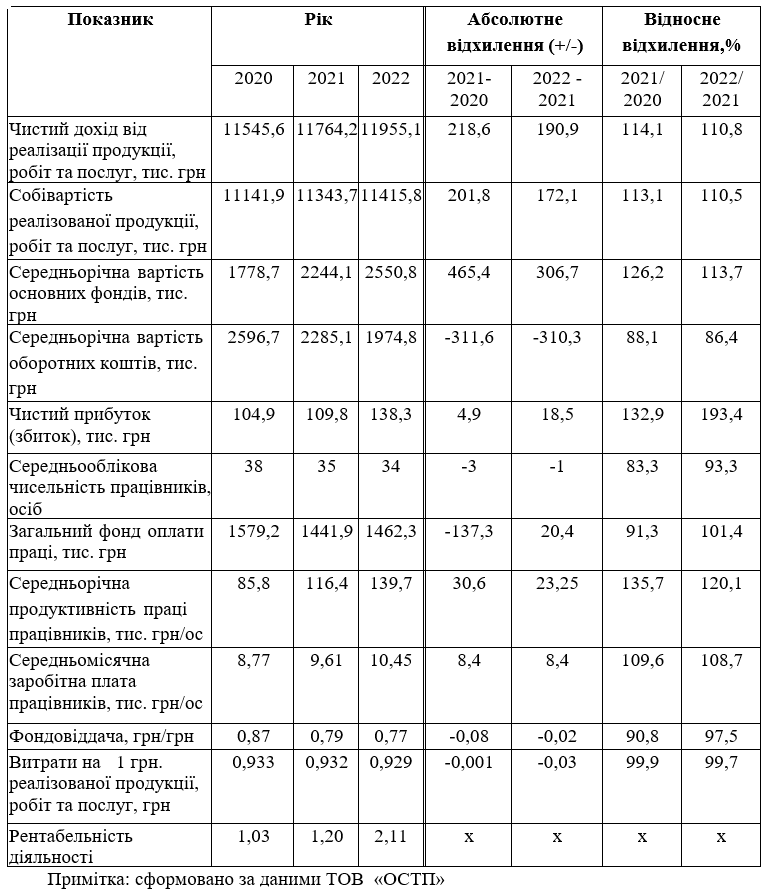 Показник Рік Абсолютне Відносне
відхилення (+/-) відхилення,%
2020 2021 2022 2021- 2022 - 2021/ 2022/
2020 2021 2020 2021
Чистий дохід від 11545,6 11764,2 11955,1 218,6 190,9 114,1 110,8
реалізації продукції,
робіт та послуг, тис. грн
Собівартість 11141,9 11343,7 11415,8 201,8 172,1 113,1 110,5
реалізованої продукції,
робіт та послуг, тис. грн
Середньорічна вартість 1778,7 2244,1 2550,8 465,4 306,7 126,2 113,7
основних фондів, тис.
грн
Середньорічна вартість 2596,7 2285,1 1974,8 -311,6 -310,3 88,1 86,4
оборотних коштів, тис.
грн
Чистий прибуток 104,9 109,8 138,3 4,9 18,5 132,9 193,4
(збиток), тис. грн
Середньооблікова 38 35 34 -3 -1 83,3 93,3
чисельність працівників,
осіб
Загальний фонд оплати 1579,2 1441,9 1462,3 -137,3 20,4 91,3 101,4
праці, тис. грн
Середньорічна 85,8 116,4 139,7 30,6 23,25 135,7 120,1
продуктивність праці
працівників, тис. грн/ос
Середньомісячна 8,77 9,61 10,45 8,4 8,4 109,6 108,7
заробітна плата
працівників, тис. грн/ос
Фондовіддача, грн/грн 0,87 0,79 0,77 -0,08 -0,02 90,8 97,5
Витрати на 1 грн. 0,933 0,932 0,929 -0,001 -0,03 99,9 99,7
реалізованої продукції,
робіт та послуг, грн
Рентабельність 1,03 1,20 2,11 х х х х
діяльності
Примітка: сформовано за даними ТОВ «ОСТП»